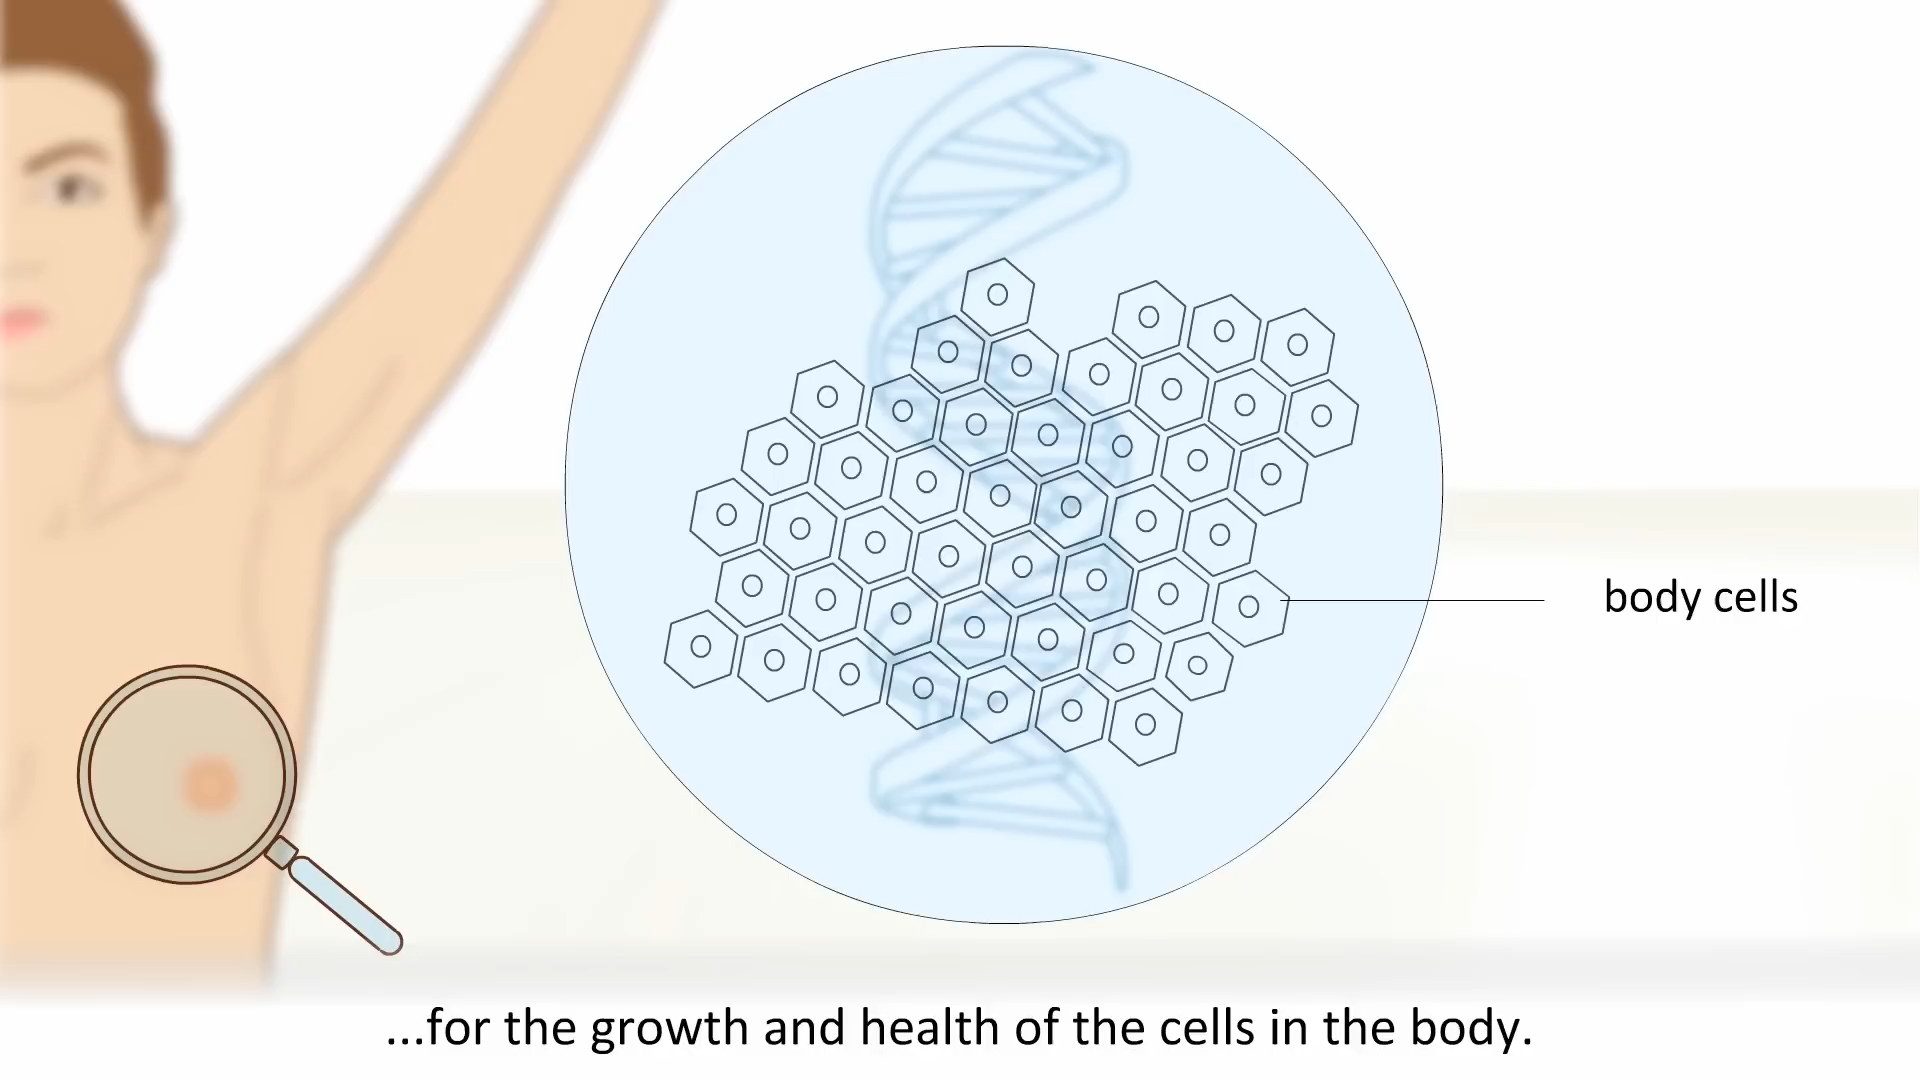 body cells
...for the growth and health of the cells in the body.